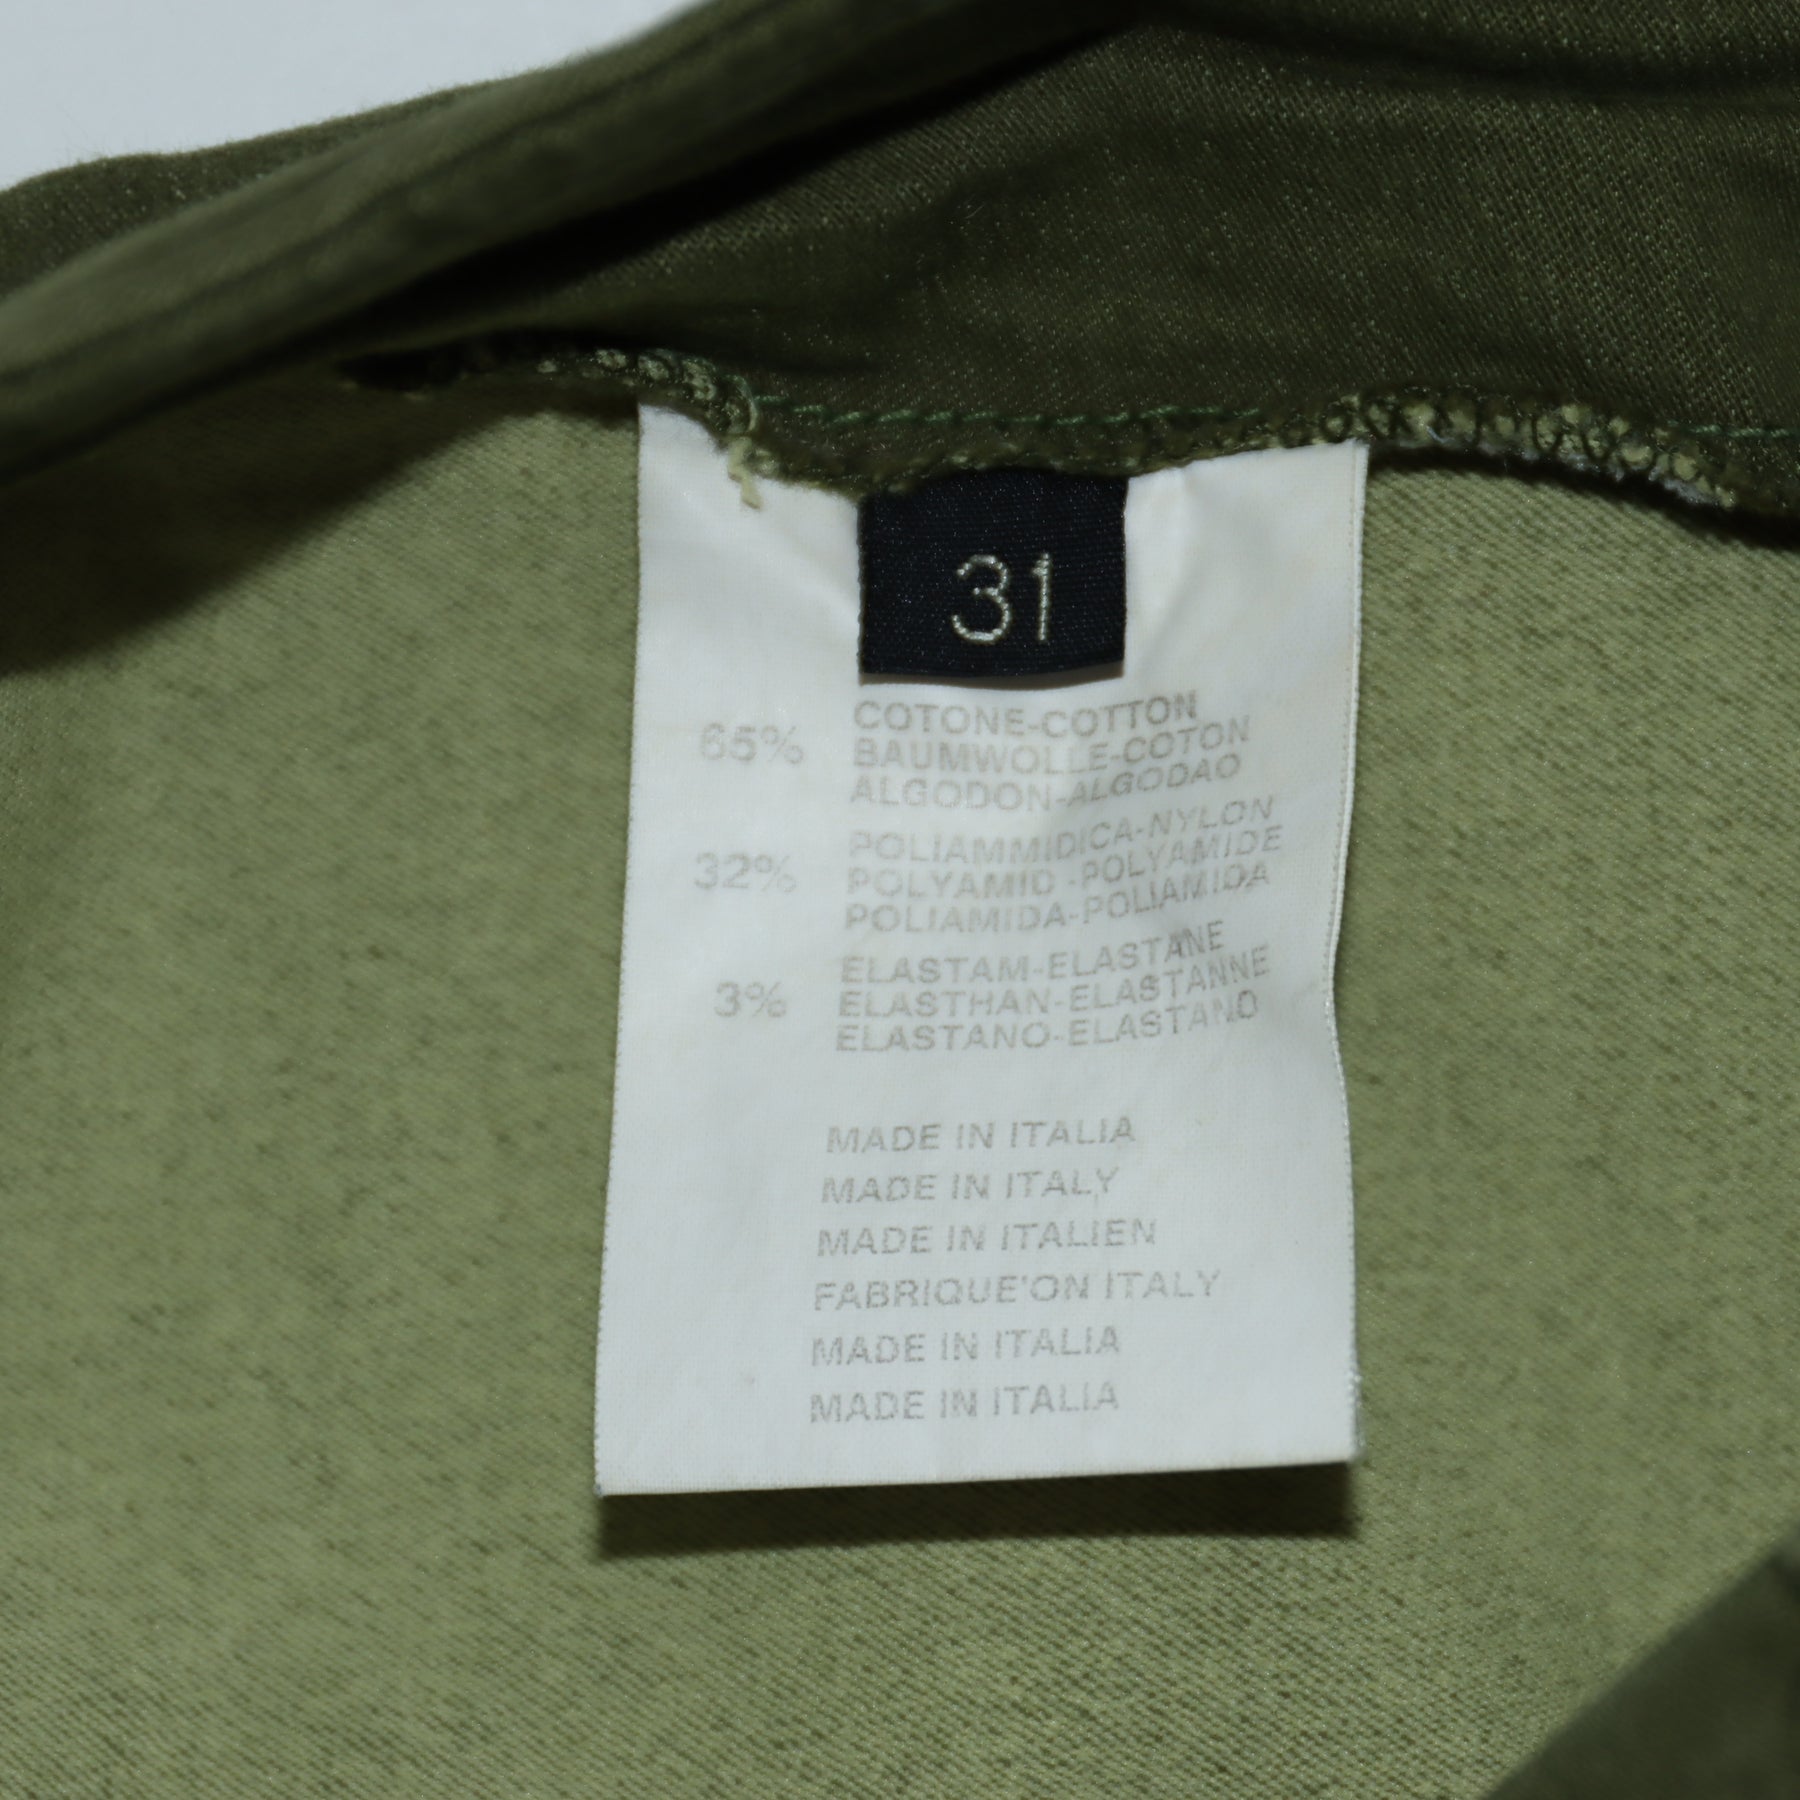 31
65% COTONE-COTTON
BAUMWOLLE-COTON
ALGODON-ALGODAO
32% POLIAMMIDICA-NYLON
POLYAMID -POLYAMIDE
POLIAMIDA-POLIAMIDA
3% ELASTAM-ELASTANE
ELASTHAN-ELASTANNE
ELASTANO-ELASTANO
MADE IN ITALIA
MADE IN ITALY
MADE IN ITALIEN
FABRIQUE'ON ITALY
MADE IN ITALIA
MADE IN ITALIA